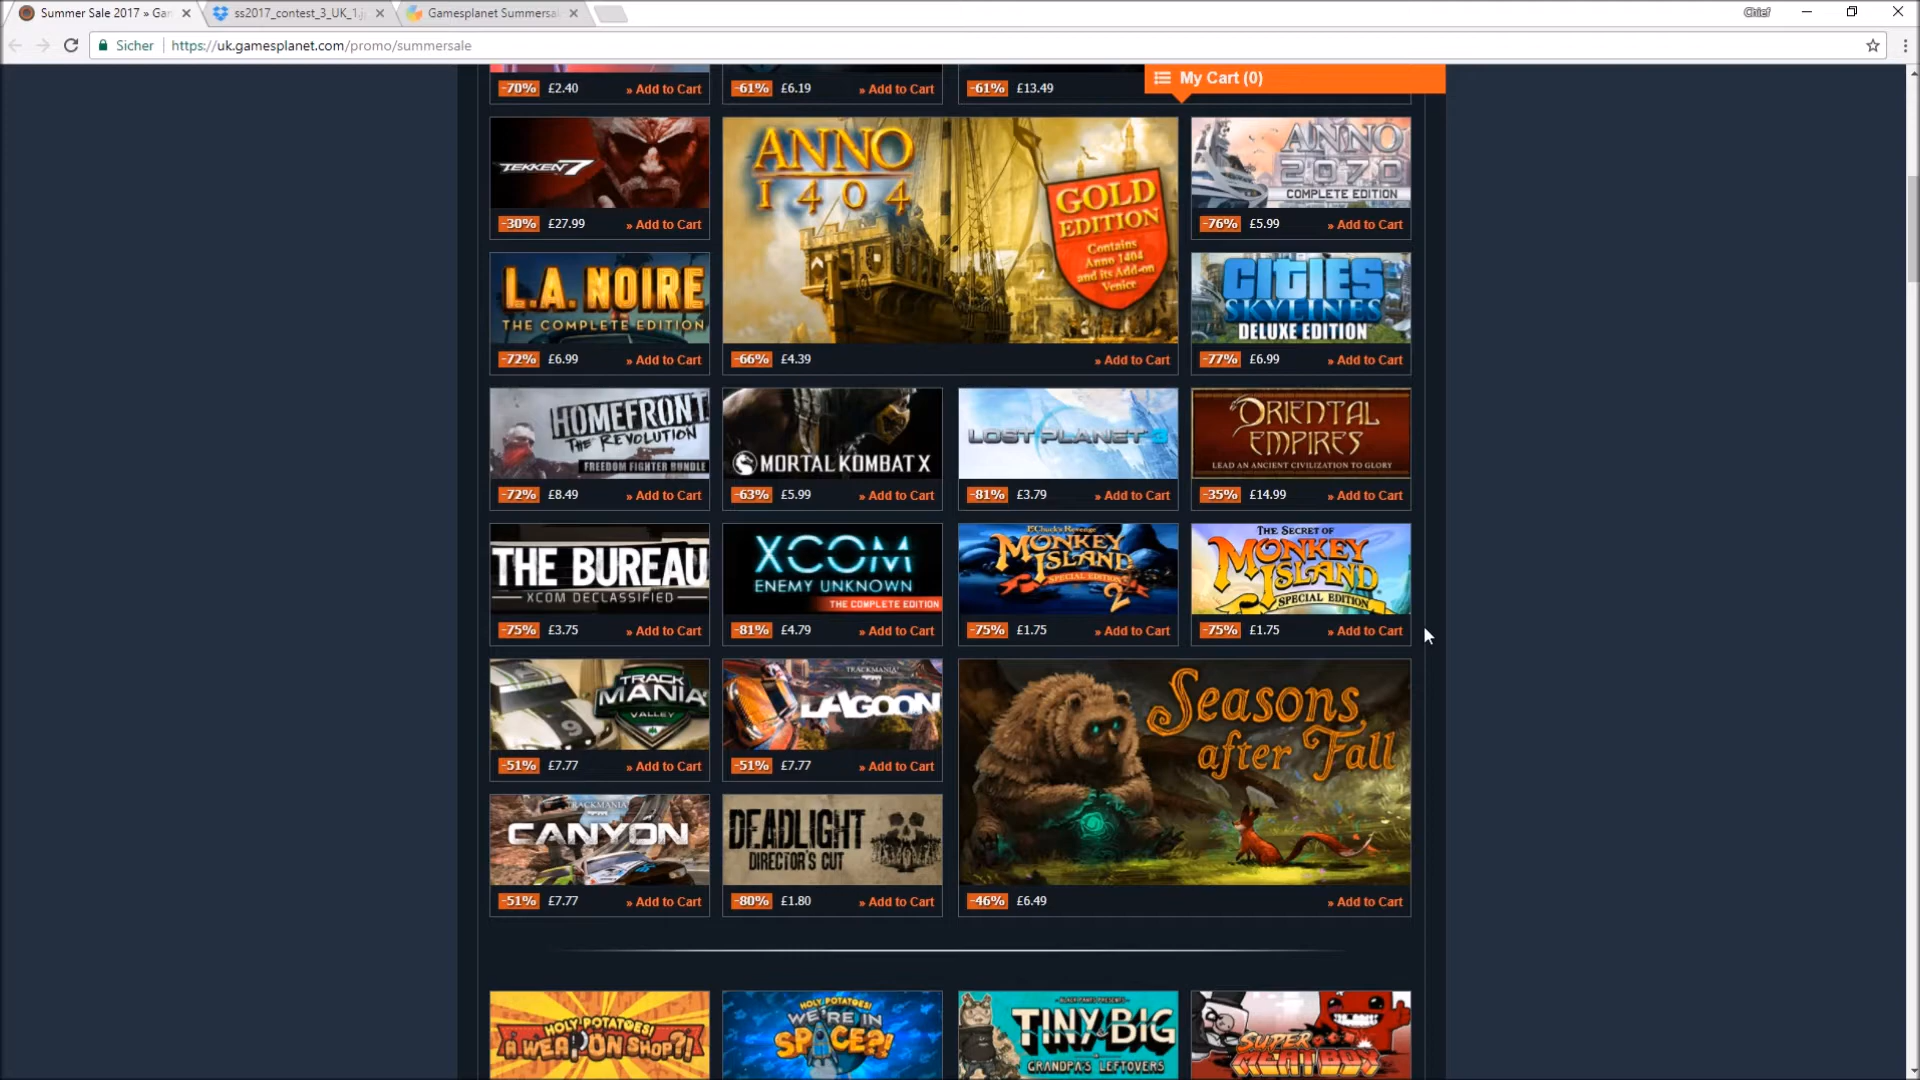 Summer Sale 2017 » Gan
ss2017_contest_3_UK_1.j
Gamesplanet Summersa
Chief
Sicher
https://uk.gamesplanet.com/promo/summersale
My Cart (0)
-70% £2.40 » Add to Cart
-61% £6.19 » Add to Cart
-61% £13.49
TEKKEN 7
-30% £27.99 » Add to Cart
ANNO
1404
GOLD
EDITION
Contains
Anno 1404
and its Add-on
Venice
-66% £4.39 » Add to Cart
ANNO
2070
COMPLETE EDITION
-76% £5.99 » Add to Cart
L.A. NOIRE
THE COMPLETE EDITION
-72% £6.99 » Add to Cart
CITIES
SKYLINES
DELUXE EDITION
-77% £6.99 » Add to Cart
HOMEFRONT
THE REVOLUTION
FREEDOM FIGHTER BUNDLE
-72% £8.49 » Add to Cart
MORTAL KOMBAT X
-63% £5.99 » Add to Cart
LOST PLANET 3
-81% £3.79 » Add to Cart
ORIENTAL
EMPIRES
LEAD AN ANCIENT CIVILIZATION TO GLORY
-35% £14.99 » Add to Cart
THE BUREAU
XCOM DECLASSIFIED
-75% £3.75 » Add to Cart
XCOM
ENEMY UNKNOWN
THE COMPLETE EDITION
-81% £4.79 » Add to Cart
LeChuck's Revenge
MONKEY
ISLAND
SPECIAL EDITION
2
-75% £1.75 » Add to Cart
THE SECRET OF
MONKEY
ISLAND
SPECIAL EDITION
-75% £1.75 » Add to Cart
TRACK
MANIA
VALLEY
9
-51% £7.77 » Add to Cart
TRACKMANIA
LAGOON
-51% £7.77 » Add to Cart
Seasons
after Fall
-46% £6.49 » Add to Cart
TRACKMANIA
CANYON
-51% £7.77 » Add to Cart
DEADLIGHT
DIRECTOR'S CUT
-80% £1.80 » Add to Cart
HOLY POTATOES!
A WEAPON SHOP?!
HOLY POTATOES!
WE'RE IN
SPACE?!
BLACK PANTS PRESENTS
TINY & BIG
GRANDPA'S LEFTOVERS
SUPER
MEAT BOY